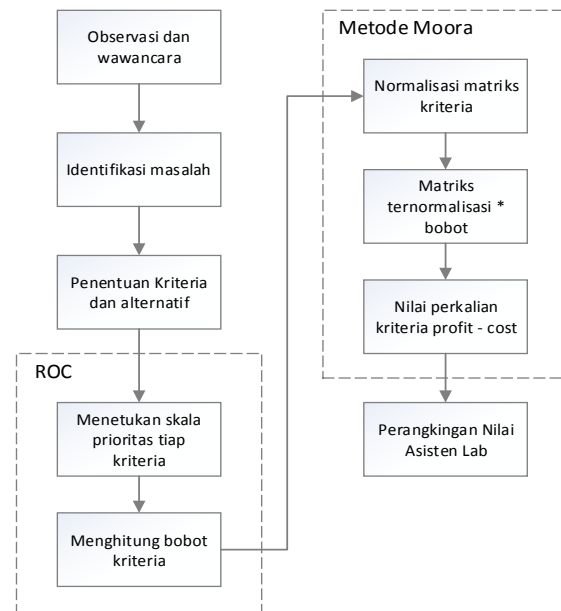 Observasi dan
wawancara
Identifikasi masalah
Penentuan Kriteria
dan alternatif
ROC
Menetukan skala
prioritas tiap
kriteria
Menghitung bobot
kriteria
Metode Moora
Normalisasi matriks
kriteria
Matriks
ternormalisasi *
bobot
Nilai perkalian
kriteria profit - cost
Perangkingan Nilai
Asisten Lab